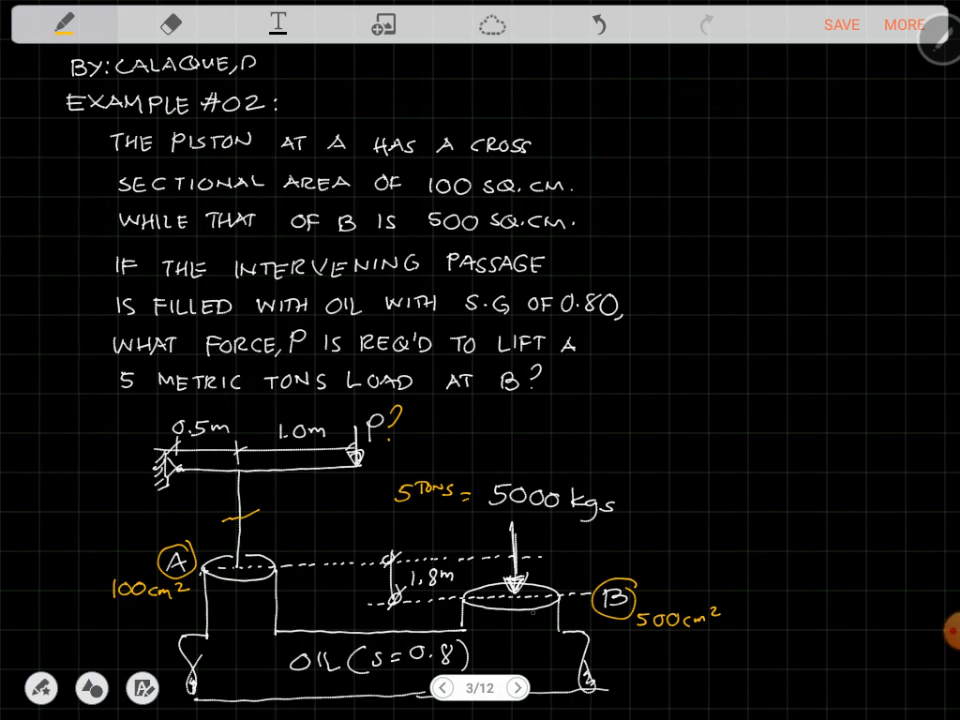 SAVE MORE
BY: CALAQUE, D
EXAMPLE #02:
THE PISTON AT A HAS A CROSS
SECTIONAL AREA OF 100 SQ.CM.
WHILE THAT OF B IS 500 SQ.CM.
IF THE INTERVENING PASSAGE
IS FILLED WITH OIL WITH S.G OF 0.80,
WHAT FORCE, P IS REQ'D TO LIFT A
5 METRIC TONS LOAD AT B?
0.5m 1.0m P?
5 TONS = 5000 kgs
A
1.8m
100cm²
B
500cm²
OIL (S=0.8)
3/12